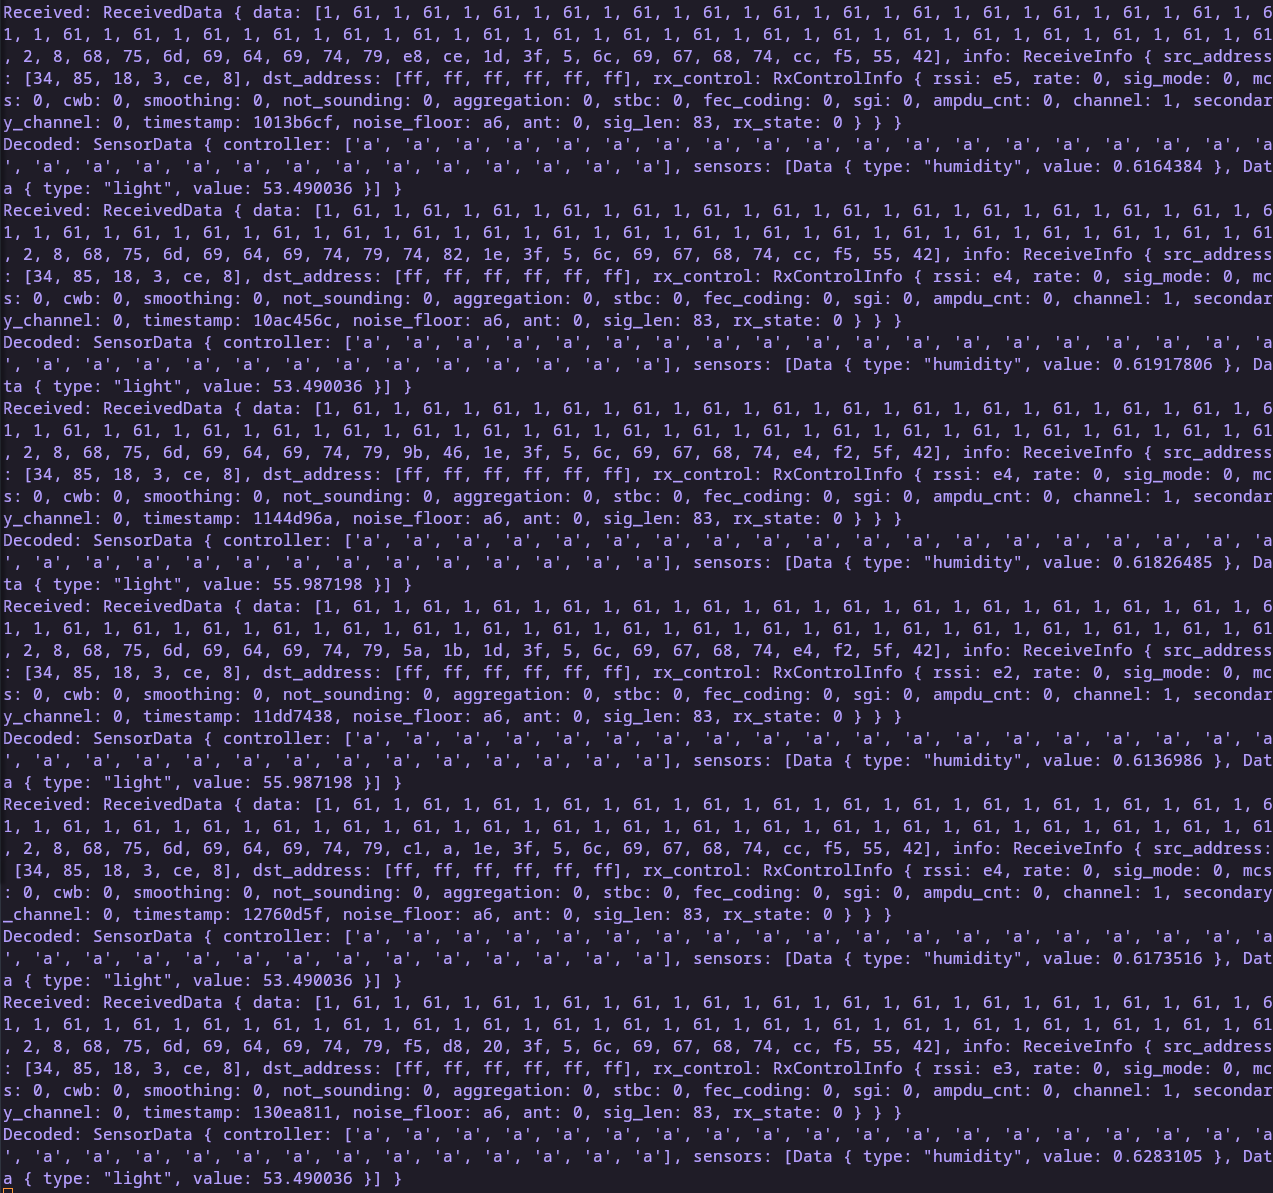 Received: ReceivedData { data: [1, 61, 1, 61, 1, 61, 1, 61, 1, 61, 1, 61, 1, 61, 1, 61, 1, 61, 1, 61, 1, 61, 1, 61, 1, 61, 1, 6
1, 1, 61, 1, 61, 1, 61, 1, 61, 1, 61, 1, 61, 1, 61, 1, 61, 1, 61, 1, 61, 1, 61, 1, 61, 1, 61, 1, 61, 1, 61, 1, 61, 1, 61, 1, 61
, 2, 8, 68, 75, 6d, 69, 64, 69, 74, 79, e8, ce, 1d, 3f, 5, 6c, 69, 67, 68, 74, cc, f5, 55, 42], info: ReceiveInfo { src_address
: [34, 85, 18, 3, ce, 8], dst_address: [ff, ff, ff, ff, ff, ff], rx_control: RxControlInfo { rssi: e5, rate: 0, sig_mode: 0, mc
s: 0, cwb: 0, smoothing: 0, not_sounding: 0, aggregation: 0, stbc: 0, fec_coding: 0, sgi: 0, ampdu_cnt: 0, channel: 1, secondar
y_channel: 0, timestamp: 1013b6cf, noise_floor: a6, ant: 0, sig_len: 83, rx_state: 0 } } }
Decoded: SensorData { controller: ['a', 'a', 'a', 'a', 'a', 'a', 'a', 'a', 'a', 'a', 'a', 'a', 'a', 'a', 'a', 'a', 'a', 'a', 'a
', 'a', 'a', 'a', 'a', 'a', 'a', 'a', 'a', 'a', 'a', 'a', 'a', 'a'], sensors: [Data { type: "humidity", value: 0.6164384 }, Dat
a { type: "light", value: 53.490036 }] }
Received: ReceivedData { data: [1, 61, 1, 61, 1, 61, 1, 61, 1, 61, 1, 61, 1, 61, 1, 61, 1, 61, 1, 61, 1, 61, 1, 61, 1, 61, 1, 6
1, 1, 61, 1, 61, 1, 61, 1, 61, 1, 61, 1, 61, 1, 61, 1, 61, 1, 61, 1, 61, 1, 61, 1, 61, 1, 61, 1, 61, 1, 61, 1, 61, 1, 61, 1, 61
, 2, 8, 68, 75, 6d, 69, 64, 69, 74, 79, 74, 82, 1e, 3f, 5, 6c, 69, 67, 68, 74, cc, f5, 55, 42], info: ReceiveInfo { src_address
: [34, 85, 18, 3, ce, 8], dst_address: [ff, ff, ff, ff, ff, ff], rx_control: RxControlInfo { rssi: e4, rate: 0, sig_mode: 0, mc
s: 0, cwb: 0, smoothing: 0, not_sounding: 0, aggregation: 0, stbc: 0, fec_coding: 0, sgi: 0, ampdu_cnt: 0, channel: 1, secondar
y_channel: 0, timestamp: 10ac456c, noise_floor: a6, ant: 0, sig_len: 83, rx_state: 0 } } }
Decoded: SensorData { controller: ['a', 'a', 'a', 'a', 'a', 'a', 'a', 'a', 'a', 'a', 'a', 'a', 'a', 'a', 'a', 'a', 'a', 'a', 'a
', 'a', 'a', 'a', 'a', 'a', 'a', 'a', 'a', 'a', 'a', 'a', 'a', 'a'], sensors: [Data { type: "humidity", value: 0.61917806 }, Da
ta { type: "light", value: 53.490036 }] }
Received: ReceivedData { data: [1, 61, 1, 61, 1, 61, 1, 61, 1, 61, 1, 61, 1, 61, 1, 61, 1, 61, 1, 61, 1, 61, 1, 61, 1, 61, 1, 6
1, 1, 61, 1, 61, 1, 61, 1, 61, 1, 61, 1, 61, 1, 61, 1, 61, 1, 61, 1, 61, 1, 61, 1, 61, 1, 61, 1, 61, 1, 61, 1, 61, 1, 61, 1, 61
, 2, 8, 68, 75, 6d, 69, 64, 69, 74, 79, 9b, 46, 1e, 3f, 5, 6c, 69, 67, 68, 74, e4, f2, 5f, 42], info: ReceiveInfo { src_address
: [34, 85, 18, 3, ce, 8], dst_address: [ff, ff, ff, ff, ff, ff], rx_control: RxControlInfo { rssi: e4, rate: 0, sig_mode: 0, mc
s: 0, cwb: 0, smoothing: 0, not_sounding: 0, aggregation: 0, stbc: 0, fec_coding: 0, sgi: 0, ampdu_cnt: 0, channel: 1, secondar
y_channel: 0, timestamp: 1144d96a, noise_floor: a6, ant: 0, sig_len: 83, rx_state: 0 } } }
Decoded: SensorData { controller: ['a', 'a', 'a', 'a', 'a', 'a', 'a', 'a', 'a', 'a', 'a', 'a', 'a', 'a', 'a', 'a', 'a', 'a', 'a
', 'a', 'a', 'a', 'a', 'a', 'a', 'a', 'a', 'a', 'a', 'a', 'a', 'a'], sensors: [Data { type: "humidity", value: 0.61826485 }, Da
ta { type: "light", value: 55.987198 }] }
Received: ReceivedData { data: [1, 61, 1, 61, 1, 61, 1, 61, 1, 61, 1, 61, 1, 61, 1, 61, 1, 61, 1, 61, 1, 61, 1, 61, 1, 61, 1, 6
1, 1, 61, 1, 61, 1, 61, 1, 61, 1, 61, 1, 61, 1, 61, 1, 61, 1, 61, 1, 61, 1, 61, 1, 61, 1, 61, 1, 61, 1, 61, 1, 61, 1, 61, 1, 61
, 2, 8, 68, 75, 6d, 69, 64, 69, 74, 79, 5a, 1b, 1d, 3f, 5, 6c, 69, 67, 68, 74, e4, f2, 5f, 42], info: ReceiveInfo { src_address
: [34, 85, 18, 3, ce, 8], dst_address: [ff, ff, ff, ff, ff, ff], rx_control: RxControlInfo { rssi: e2, rate: 0, sig_mode: 0, mc
s: 0, cwb: 0, smoothing: 0, not_sounding: 0, aggregation: 0, stbc: 0, fec_coding: 0, sgi: 0, ampdu_cnt: 0, channel: 1, secondar
y_channel: 0, timestamp: 11dd7438, noise_floor: a6, ant: 0, sig_len: 83, rx_state: 0 } } }
Decoded: SensorData { controller: ['a', 'a', 'a', 'a', 'a', 'a', 'a', 'a', 'a', 'a', 'a', 'a', 'a', 'a', 'a', 'a', 'a', 'a', 'a
', 'a', 'a', 'a', 'a', 'a', 'a', 'a', 'a', 'a', 'a', 'a', 'a', 'a'], sensors: [Data { type: "humidity", value: 0.6136986 }, Dat
a { type: "light", value: 55.987198 }] }
Received: ReceivedData { data: [1, 61, 1, 61, 1, 61, 1, 61, 1, 61, 1, 61, 1, 61, 1, 61, 1, 61, 1, 61, 1, 61, 1, 61, 1, 61, 1, 6
1, 1, 61, 1, 61, 1, 61, 1, 61, 1, 61, 1, 61, 1, 61, 1, 61, 1, 61, 1, 61, 1, 61, 1, 61, 1, 61, 1, 61, 1, 61, 1, 61, 1, 61, 1, 61
, 2, 8, 68, 75, 6d, 69, 64, 69, 74, 79, c1, a, 1e, 3f, 5, 6c, 69, 67, 68, 74, cc, f5, 55, 42], info: ReceiveInfo { src_address:
[34, 85, 18, 3, ce, 8], dst_address: [ff, ff, ff, ff, ff, ff], rx_control: RxControlInfo { rssi: e4, rate: 0, sig_mode: 0, mcs
: 0, cwb: 0, smoothing: 0, not_sounding: 0, aggregation: 0, stbc: 0, fec_coding: 0, sgi: 0, ampdu_cnt: 0, channel: 1, secondary
_channel: 0, timestamp: 12760d5f, noise_floor: a6, ant: 0, sig_len: 83, rx_state: 0 } } }
Decoded: SensorData { controller: ['a', 'a', 'a', 'a', 'a', 'a', 'a', 'a', 'a', 'a', 'a', 'a', 'a', 'a', 'a', 'a', 'a', 'a', 'a
', 'a', 'a', 'a', 'a', 'a', 'a', 'a', 'a', 'a', 'a', 'a', 'a', 'a'], sensors: [Data { type: "humidity", value: 0.6173516 }, Dat
a { type: "light", value: 53.490036 }] }
Received: ReceivedData { data: [1, 61, 1, 61, 1, 61, 1, 61, 1, 61, 1, 61, 1, 61, 1, 61, 1, 61, 1, 61, 1, 61, 1, 61, 1, 61, 1, 6
1, 1, 61, 1, 61, 1, 61, 1, 61, 1, 61, 1, 61, 1, 61, 1, 61, 1, 61, 1, 61, 1, 61, 1, 61, 1, 61, 1, 61, 1, 61, 1, 61, 1, 61, 1, 61
, 2, 8, 68, 75, 6d, 69, 64, 69, 74, 79, f5, d8, 20, 3f, 5, 6c, 69, 67, 68, 74, cc, f5, 55, 42], info: ReceiveInfo { src_address
: [34, 85, 18, 3, ce, 8], dst_address: [ff, ff, ff, ff, ff, ff], rx_control: RxControlInfo { rssi: e3, rate: 0, sig_mode: 0, mc
s: 0, cwb: 0, smoothing: 0, not_sounding: 0, aggregation: 0, stbc: 0, fec_coding: 0, sgi: 0, ampdu_cnt: 0, channel: 1, secondar
y_channel: 0, timestamp: 130ea811, noise_floor: a6, ant: 0, sig_len: 83, rx_state: 0 } } }
Decoded: SensorData { controller: ['a', 'a', 'a', 'a', 'a', 'a', 'a', 'a', 'a', 'a', 'a', 'a', 'a', 'a', 'a', 'a', 'a', 'a', 'a
', 'a', 'a', 'a', 'a', 'a', 'a', 'a', 'a', 'a', 'a', 'a', 'a', 'a'], sensors: [Data { type: "humidity", value: 0.6283105 }, Dat
a { type: "light", value: 53.490036 }] }